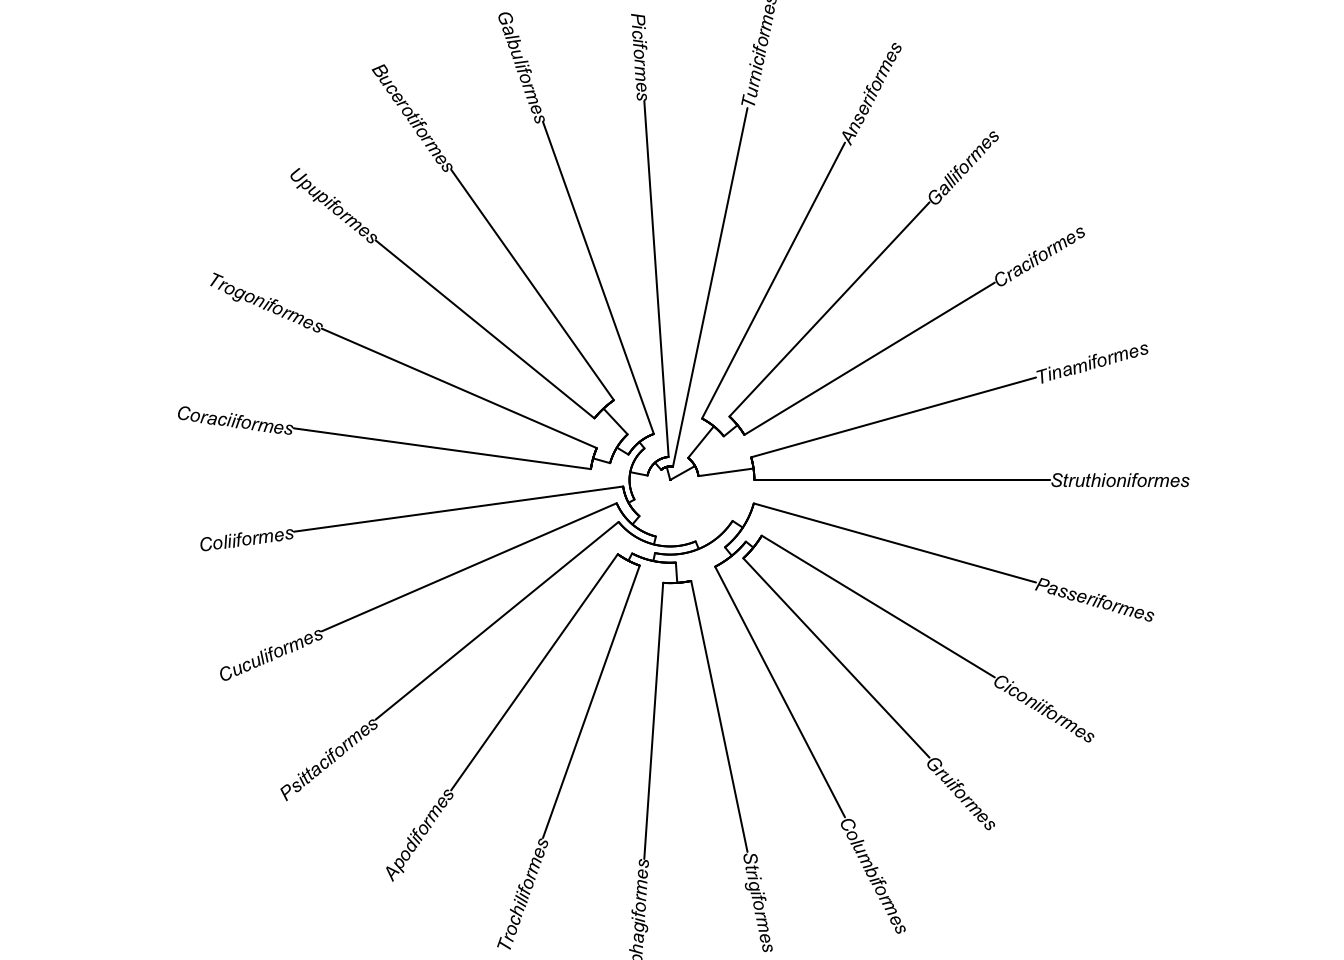 Piciformes
Galbuliformes
Turniciformes
Anseriformes
Bucerotiformes
Galliformes
Upupiformes
Craciformes
Trogoniformes
Tinamiformes
Coraciiformes
Struthioniformes
Coliiformes
Passeriformes
Cuculiformes
Ciconiiformes
Psittaciformes
Gruiformes
Apodiformes
Columbiformes
Trochiliformes
Strigiformes
phagiformes